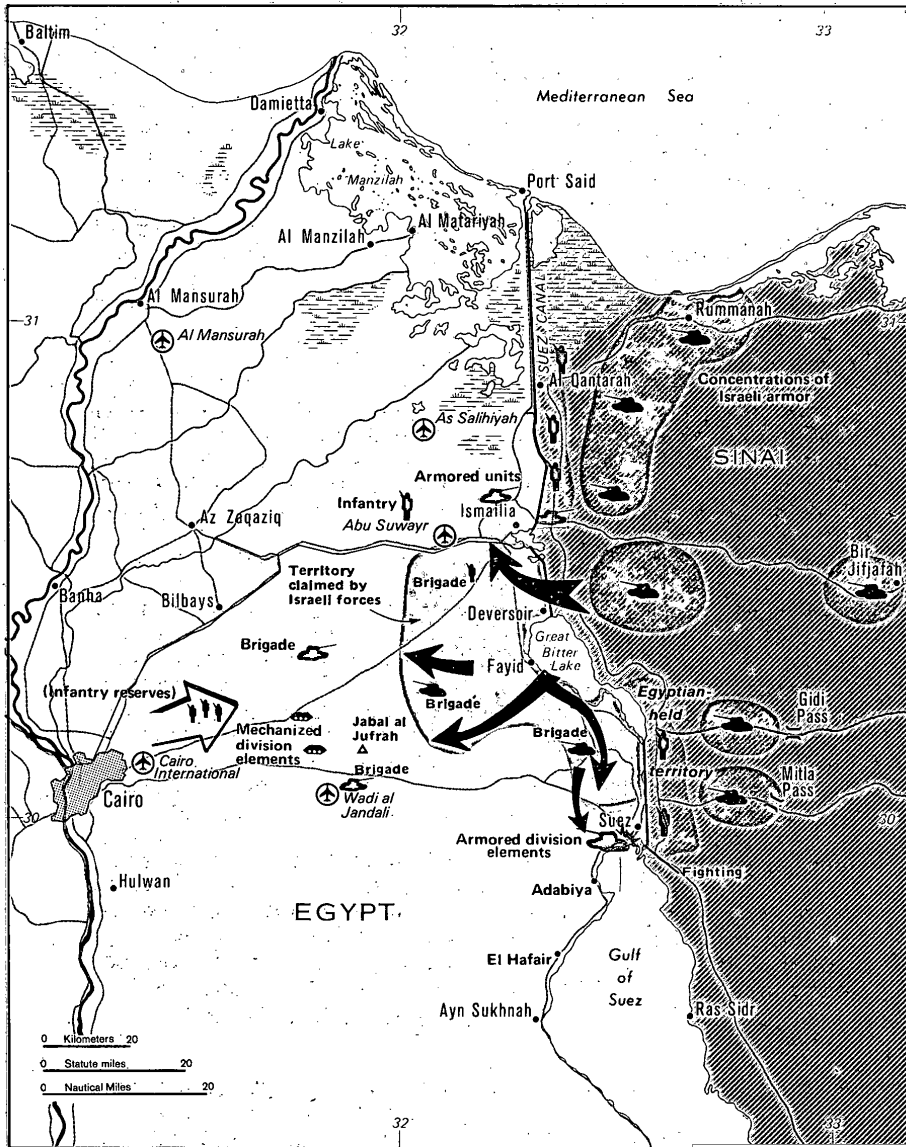 32
33
Baltim
Damietta
Mediterranean Sea
Lake
Manzilah
Port Said
Al Matariyah
Al Manzilah
Al Mansurah
31
Al Mansurah
SUEZ CANAL
Rummanah
31
Al Qantarah
Concentrations of
Israeli armor
As Salihiyah
SINAI
Armored units
Infantry
Ismailia
Az Zaqaziq
Abu Suwayr
Bir
Jifjafah
Territory
claimed by
Israeli forces
Brigade
Banha
Bilbays
Deversoir
Great
Bitter
Lake
Brigade
Fayid
(Infantry reserves)
Egyptian-
held
territory
Gidi
Pass
Brigade
Mechanized
division
elements
Jabal al
Jufrah
Brigade
Cairo
International
Brigade
Mitla
Pass
Wadi al
Jandali
Cairo
30
Suez
30
Armored division
elements
Fighting
Hulwan
Adabiya
EGYPT
El Hafair
Gulf
of
Suez
Ayn Sukhnah
Ras Sidr
0 Kilometers 20
0 Statute miles 20
0 Nautical Miles 20
32
33